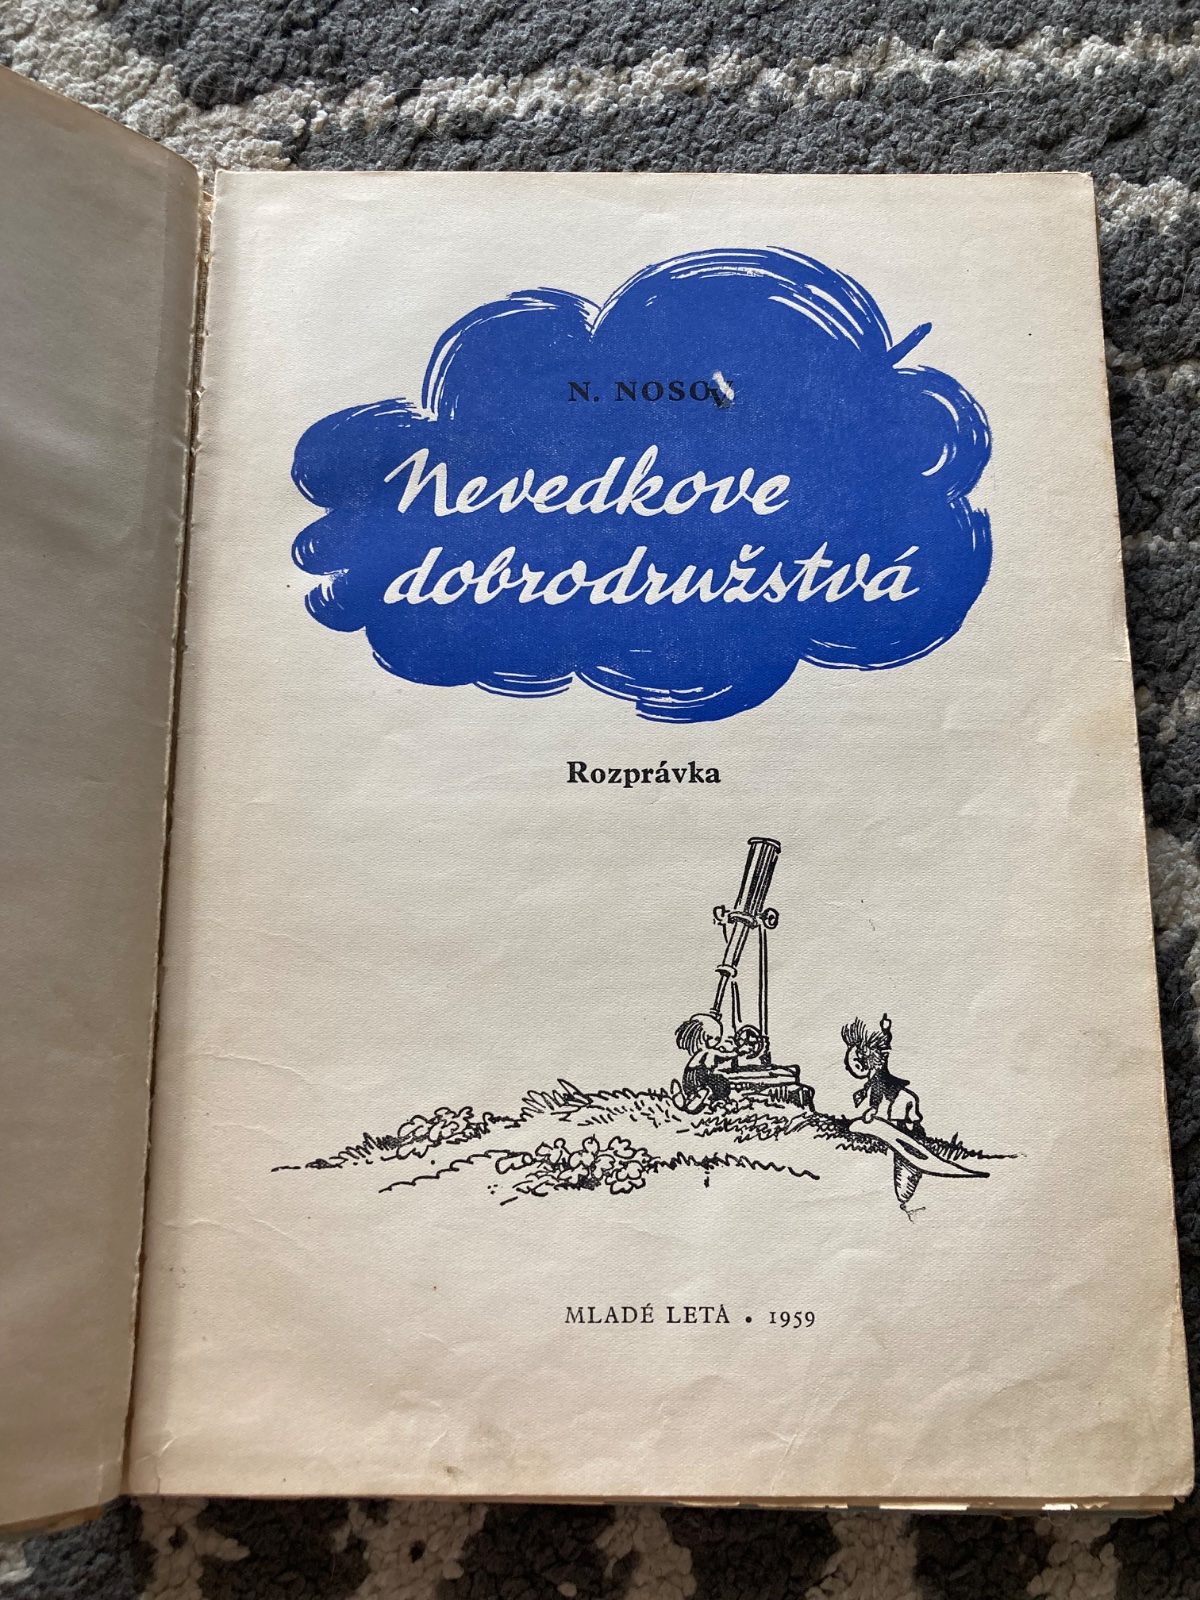 N. NOSOV
Nevedkove
dobrodružstvá
Rozprávka
MLADÉ LETÁ • 1959